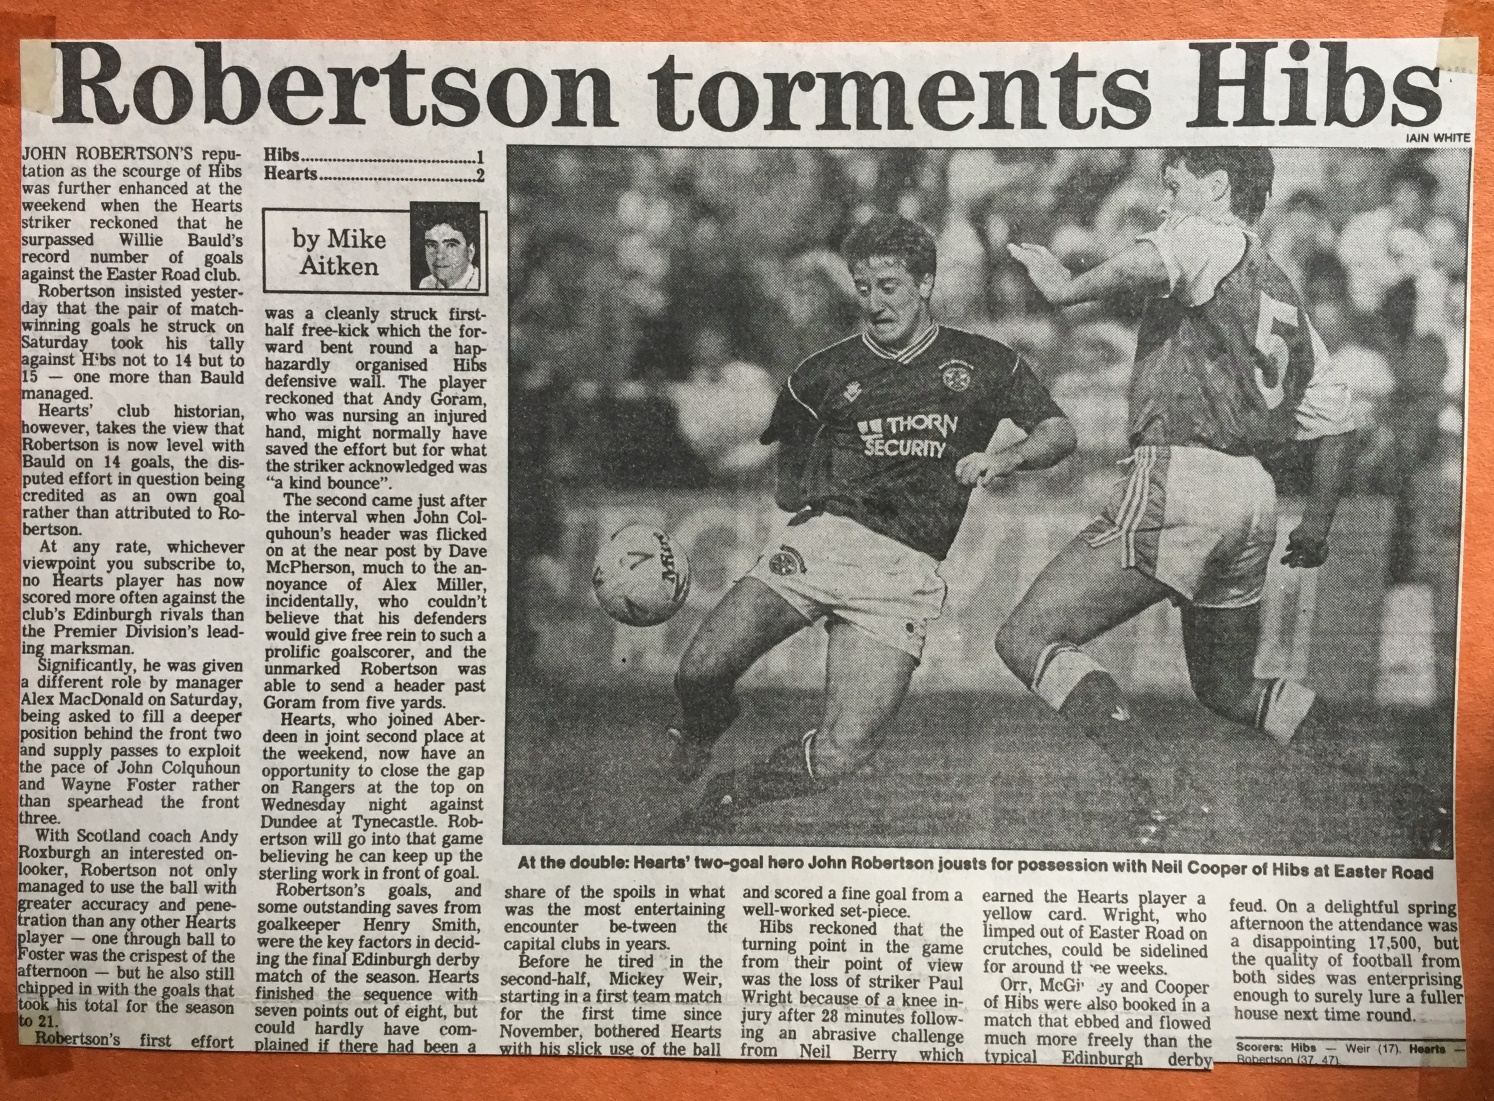 Robertson torments Hibs
IAIN WHITE
JOHN ROBERTSON'S repu-
tation as the scourge of Hibs
was further enhanced at the
weekend when the Hearts
striker reckoned that he
surpassed Willie Bauld's
record number of goals
against the Easter Road club.
Robertson insisted yester-
day that the pair of match-
winning goals he struck on
Saturday took his tally
against Hibs not to 14 but to
15 — one more than Bauld
managed.
Hearts' club historian,
however, takes the view that
Robertson is now level with
Bauld on 14 goals, the dis-
puted effort in question being
credited as an own goal
rather than attributed to Ro-
bertson.
At any rate, whichever
viewpoint you subscribe to,
no Hearts player has now
scored more often against the
club's Edinburgh rivals than
the Premier Division's lead-
ing marksman.
Significantly, he was given
a different role by manager
Alex MacDonald on Saturday,
being asked to fill a deeper
position behind the front two
and supply passes to exploit
the pace of John Colquhoun
and Wayne Foster rather
than spearhead the front
three.
With Scotland coach Andy
Roxburgh an interested on-
looker, Robertson not only
managed to use the ball with
greater accuracy and pene-
tration than any other Hearts
player — one through ball to
Foster was the crispest of the
afternoon — but he also still
chipped in with the goals that
took his total for the season
to 21.
Robertson's first effort
Hibs.......................................1
Hearts...................................2
by Mike
Aitken
was a cleanly struck first-
half free-kick which the for-
ward bent round a hap-
hazardly organised Hibs
defensive wall. The player
reckoned that Andy Goram,
who was nursing an injured
hand, might normally have
saved the effort but for what
the striker acknowledged was
"a kind bounce".
The second came just after
the interval when John Col-
quhoun's header was flicked
on at the near post by Dave
McPherson, much to the an-
noyance of Alex Miller,
incidentally, who couldn't
believe that his defenders
would give free rein to such a
prolific goalscorer, and the
unmarked Robertson was
able to send a header past
Goram from five yards.
Hearts, who joined Aber-
deen in joint second place at
the weekend, now have an
opportunity to close the gap
on Rangers at the top on
Wednesday night against
Dundee at Tynecastle. Rob-
ertson will go into that game
believing he can keep up the
sterling work in front of goal.
Robertson's goals, and
some outstanding saves from
goalkeeper Henry Smith,
were the key factors in decid-
ing the final Edinburgh derby
match of the season. Hearts
finished the sequence with
seven points out of eight, but
could hardly have com-
plained if there had been a
THORN
SECURITY
5
MITRE
At the double: Hearts' two-goal hero John Robertson jousts for possession with Neil Cooper of Hibs at Easter Road
share of the spoils in what
was the most entertaining
encounter be-tween the
capital clubs in years.
Before he tired in the
second-half, Mickey Weir,
starting in a first team match
for the first time since
November, bothered Hearts
with his slick use of the ball
and scored a fine goal from a
well-worked set-piece.
Hibs reckoned that the
turning point in the game
from their point of view
was the loss of striker Paul
Wright because of a knee in-
jury after 28 minutes follow-
ing an abrasive challenge
from Neil Berry which
earned the Hearts player a
yellow card. Wright, who
limped out of Easter Road on
crutches, could be sidelined
for around weeks.
Orr, and Cooper
of Hibs were also booked in a
match that ebbed and flowed
much more freely than the
typical Edinburgh derby
feud. On a delightful spring
afternoon the attendance was
a disappointing 17,500, but
the quality of football from
both sides was enterprising
enough to surely lure a fuller
house next time round.
Scorers: Hibs — Weir (17). Hearts —
Robertson (37, 47).